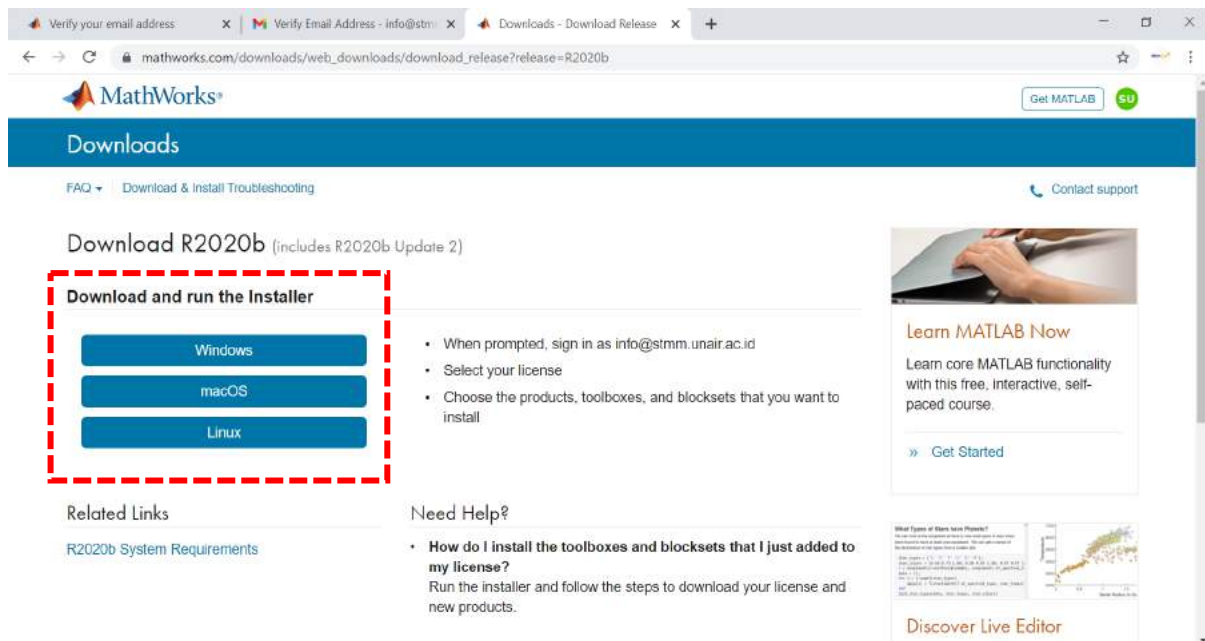 Verify your email address
Verify Email Address - info@stm
Downloads - Download Release
mathworks.com/downloads/web_downloads/download_release?release=R2020b
MathWorks®
Get MATLAB
SU
Downloads
FAQ
Download & Install Troubleshooting
Contact support
Download R2020b (includes R2020b Update 2)
Download and run the Installer
Windows
macOS
Linux
• When prompted, sign in as info@stmm.unair.ac.id
• Select your license
• Choose the products, toolboxes, and blocksets that you want to
install
Learn MATLAB Now
Learn core MATLAB functionality
with this free, interactive, self-
paced course.
» Get Started
Related Links
R2020b System Requirements
Need Help?
• How do I install the toolboxes and blocksets that I just added to
my license?
Run the installer and follow the steps to download your license and
new products.
What Types of Stars have Planets?
Discover Live Editor